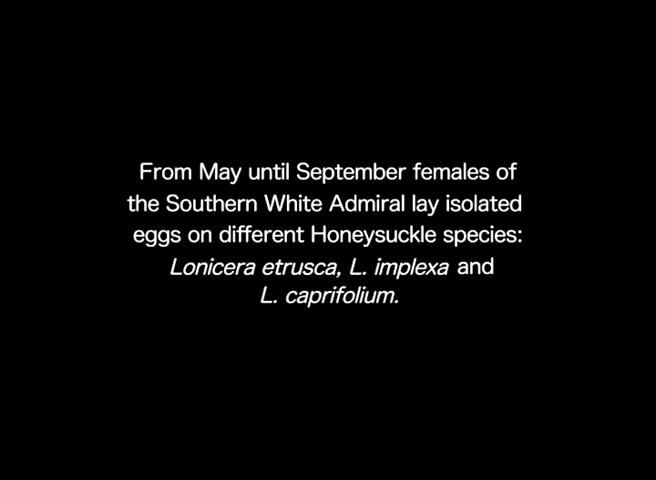 From May until September females of
the Southern White Admiral lay isolated
eggs on different Honeysuckle species:
Lonicera etrusca, L. implexa and
L. caprifolium.